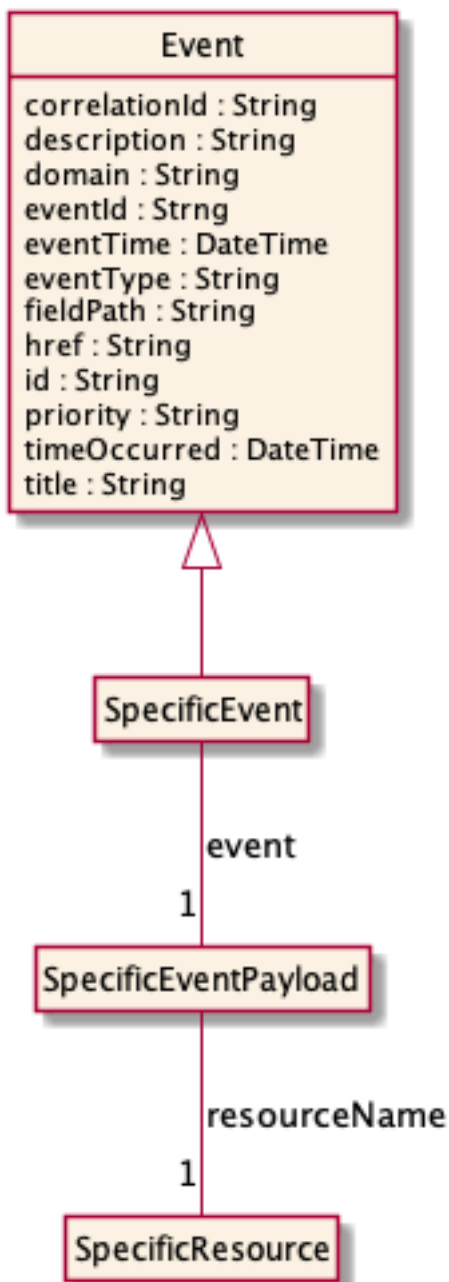 Event
correlationId : String
description : String
domain : String
eventId : Strng
eventTime : DateTime
eventType : String
fieldPath : String
href : String
id : String
priority : String
timeOccurred : DateTime
title : String
SpecificEvent
event
1
SpecificEventPayload
resourceName
1
SpecificResource